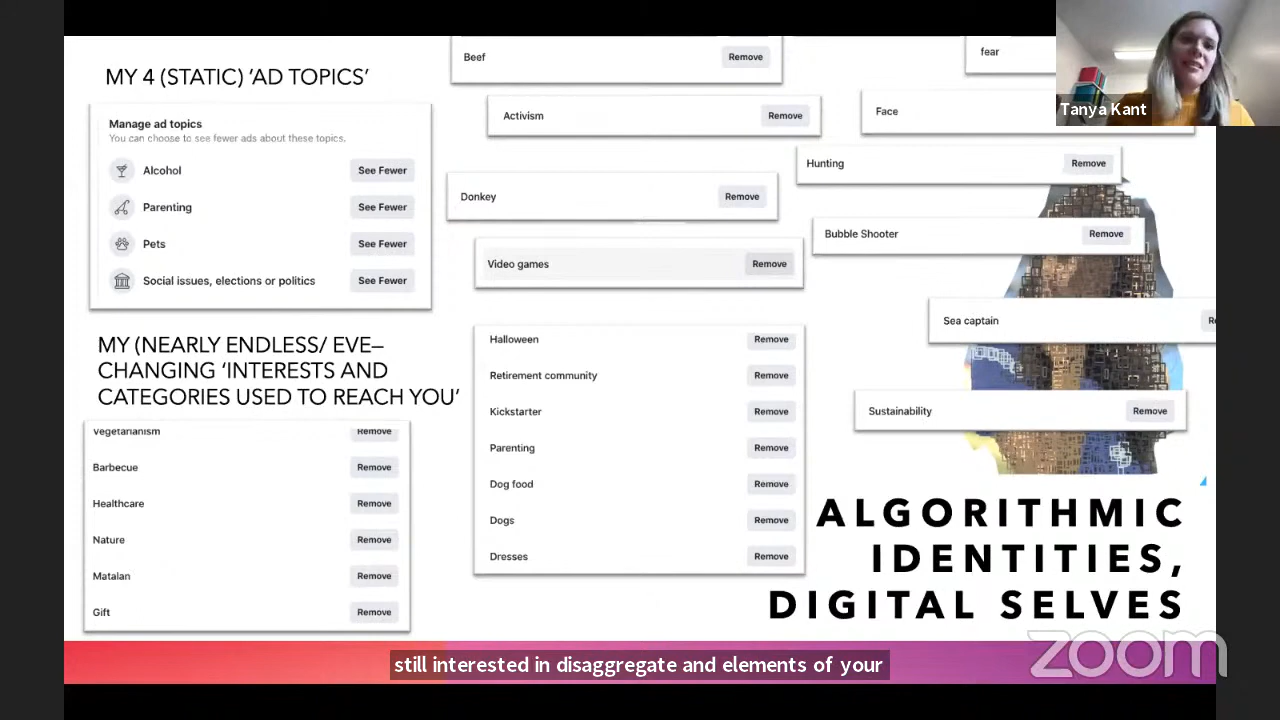 MY 4 (STATIC) ‘AD TOPICS’
Manage ad topics
You can choose to see fewer ads about these topics.
Alcohol See Fewer
Parenting See Fewer
Pets See Fewer
Social issues, elections or politics See Fewer
MY (NEARLY ENDLESS/ EVE–
CHANGING ‘INTERESTS AND
CATEGORIES USED TO REACH YOU’
Vegetarianism Remove
Barbecue Remove
Healthcare Remove
Nature Remove
Matalan Remove
Gift Remove
Beef Remove
Activism Remove
Donkey Remove
Video games Remove
Halloween Remove
Retirement community Remove
Kickstarter Remove
Parenting Remove
Dog food Remove
Dogs Remove
Dresses Remove
fear
Face
Hunting Remove
Bubble Shooter Remove
Sea captain
Sustainability Remove
ALGORITHMIC
IDENTITIES,
DIGITAL SELVES
Tanya Kant
zoom
still interested in disaggregate and elements of your